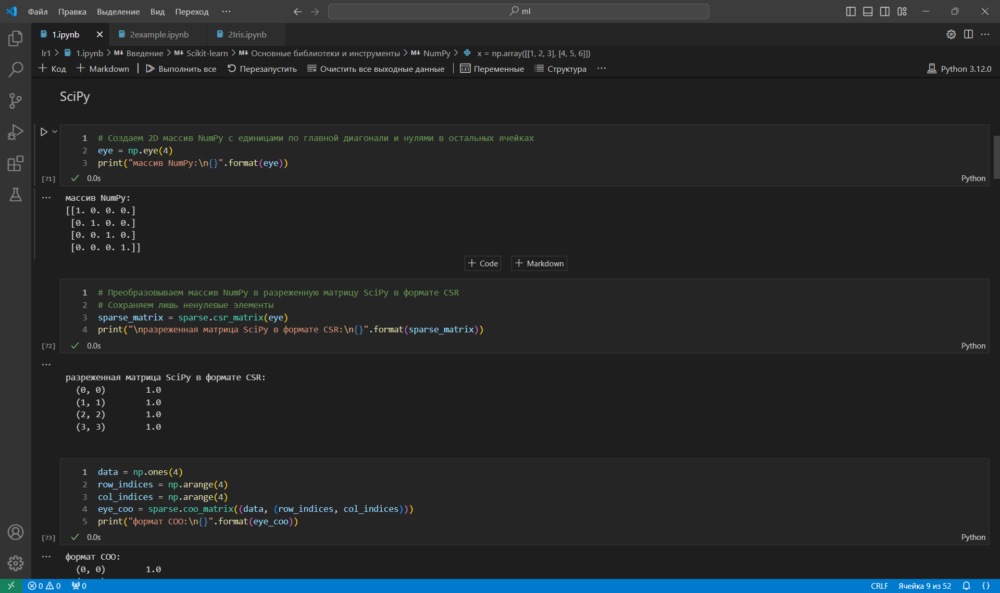 Файл Правка Выделение Вид Переход ··· ml
1.ipynb 2example.ipynb 2Iris.ipynb
lr1 > 1.ipynb > M↓ Введение > M↓ Scikit-learn > M↓ Основные библиотеки и инструменты > M↓ NumPy > x = np.array([[1, 2, 3], [4, 5, 6]])
+ Код + Markdown | Выполнить все Перезапустить Очистить все выходные данные | Переменные Структура ··· Python 3.12.0
SciPy
1 # Создаем 2D массив NumPy с единицами по главной диагонали и нулями в остальных ячейках
2 eye = np.eye(4)
3 print("массив NumPy:\n{}".format(eye))
[71] ✓ 0.0s Python
··· массив NumPy:
[[1. 0. 0. 0.]
[0. 1. 0. 0.]
[0. 0. 1. 0.]
[0. 0. 0. 1.]]
+ Code + Markdown
1 # Преобразовываем массив NumPy в разреженную матрицу SciPy в формате CSR
2 # Сохраняем лишь ненулевые элементы
3 sparse_matrix = sparse.csr_matrix(eye)
4 print("\nразреженная матрица SciPy в формате CSR:\n{}".format(sparse_matrix))
[72] ✓ 0.0s Python
···
разреженная матрица SciPy в формате CSR:
(0, 0) 1.0
(1, 1) 1.0
(2, 2) 1.0
(3, 3) 1.0
1 data = np.ones(4)
2 row_indices = np.arange(4)
3 col_indices = np.arange(4)
4 eye_coo = sparse.coo_matrix((data, (row_indices, col_indices)))
5 print("формат COO:\n{}".format(eye_coo))
[73] ✓ 0.0s Python
··· формат COO:
(0, 0) 1.0
0 0 0 CRLF Ячейка 9 из 52 {}